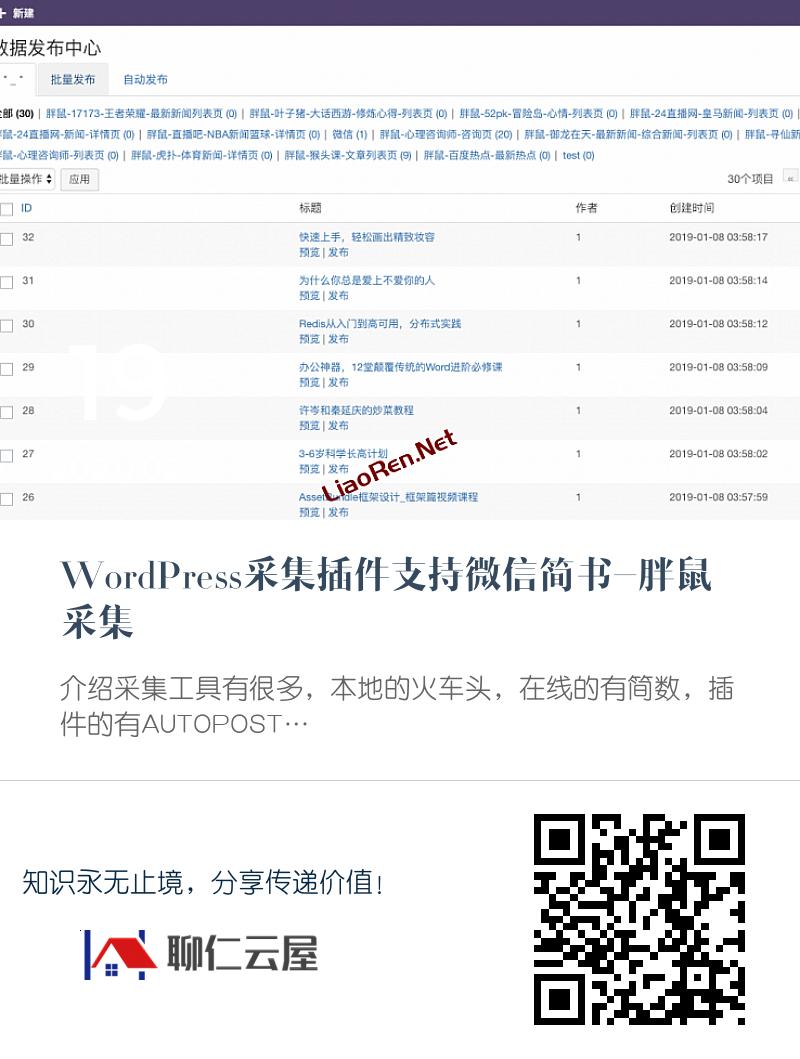 + 新建
数据发布中心
批量发布 自动发布
全部 (30) | 胖鼠-17173-王者荣耀-最新新闻列表页 (0) | 胖鼠-叶子猪-大话西游-修炼心得-列表页 (0) | 胖鼠-52pk-冒险岛-心情-列表页 (0) | 胖鼠-24直播网-皇马新闻-列表页 (0) |
鼠-24直播网-新闻-详情页 (0) | 胖鼠-直播吧-NBA新闻篮球-详情页 (0) | 微信 (1) | 胖鼠-心理咨询师-咨询页 (20) | 胖鼠-御龙在天-最新新闻-综合新闻-列表页 (0) | 胖鼠-寻仙新
鼠-心理咨询师-列表页 (0) | 胖鼠-虎扑-体育新闻-详情页 (0) | 胖鼠-猴头课-文章列表页 (9) | 胖鼠-百度热点-最新热点 (0) | test (0)
批量操作 应用 30个项目 «
ID 标题 作者 创建时间
32 快速上手，轻松画出精致妆容 1 2019-01-08 03:58:17
预览 | 发布
31 为什么你总是爱上不爱你的人 1 2019-01-08 03:58:14
预览 | 发布
30 Redis从入门到高可用，分布式实践 1 2019-01-08 03:58:12
预览 | 发布
29 办公神器，12堂颠覆传统的Word进阶必修课 1 2019-01-08 03:58:09
预览 | 发布
19
28 许岑和秦延庆的炒菜教程 1 2019-01-08 03:58:04
预览 | 发布
27 3-6岁科学长高计划 1 2019-01-08 03:58:02
预览 | 发布
LiaoRen.Net
26 AssetBundle框架设计_框架篇视频课程 1 2019-01-08 03:57:59
预览 | 发布
WordPress采集插件支持微信简书—胖鼠
采集
介绍采集工具有很多，本地的火车头，在线的有简数，插
件的有AUTOPOST…
知识永无止境，分享传递价值！
聊仁云屋